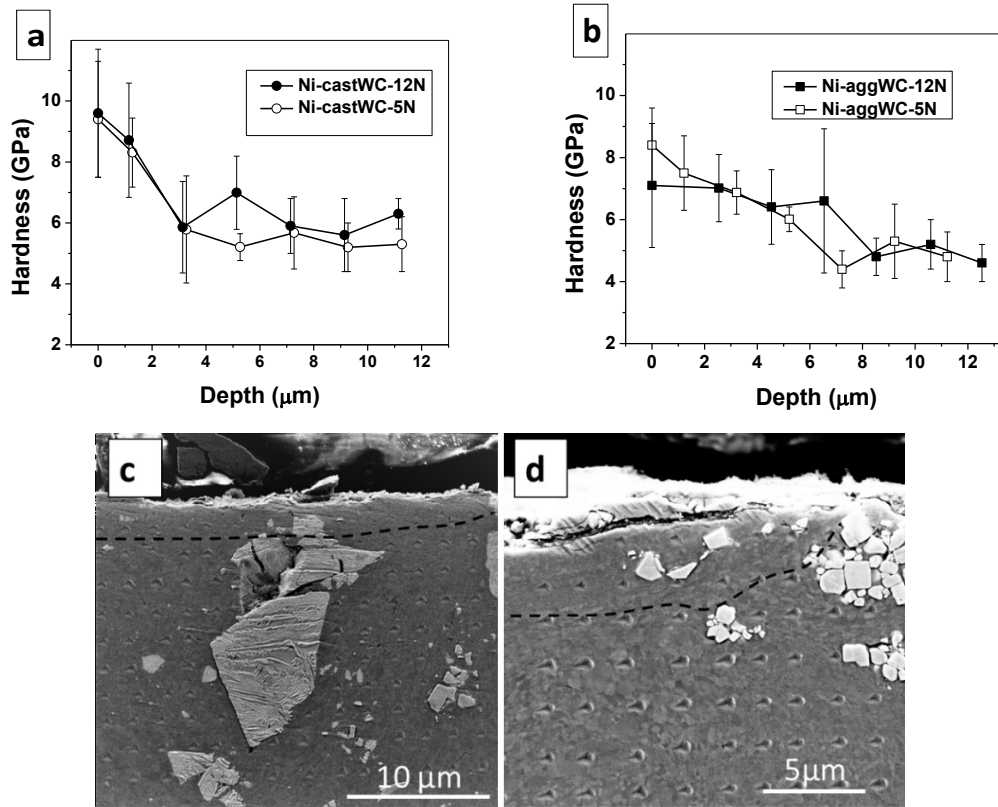 a
Ni-castWC-12N
Ni-castWC-5N
Hardness (GPa)
10
8
6
4
2
0 2 4 6 8 10 12
Depth (μm)
b
Ni-aggWC-12N
Ni-aggWC-5N
Hardness (GPa)
10
8
6
4
2
0 2 4 6 8 10 12
Depth (μm)
c
10 μm
d
5μm